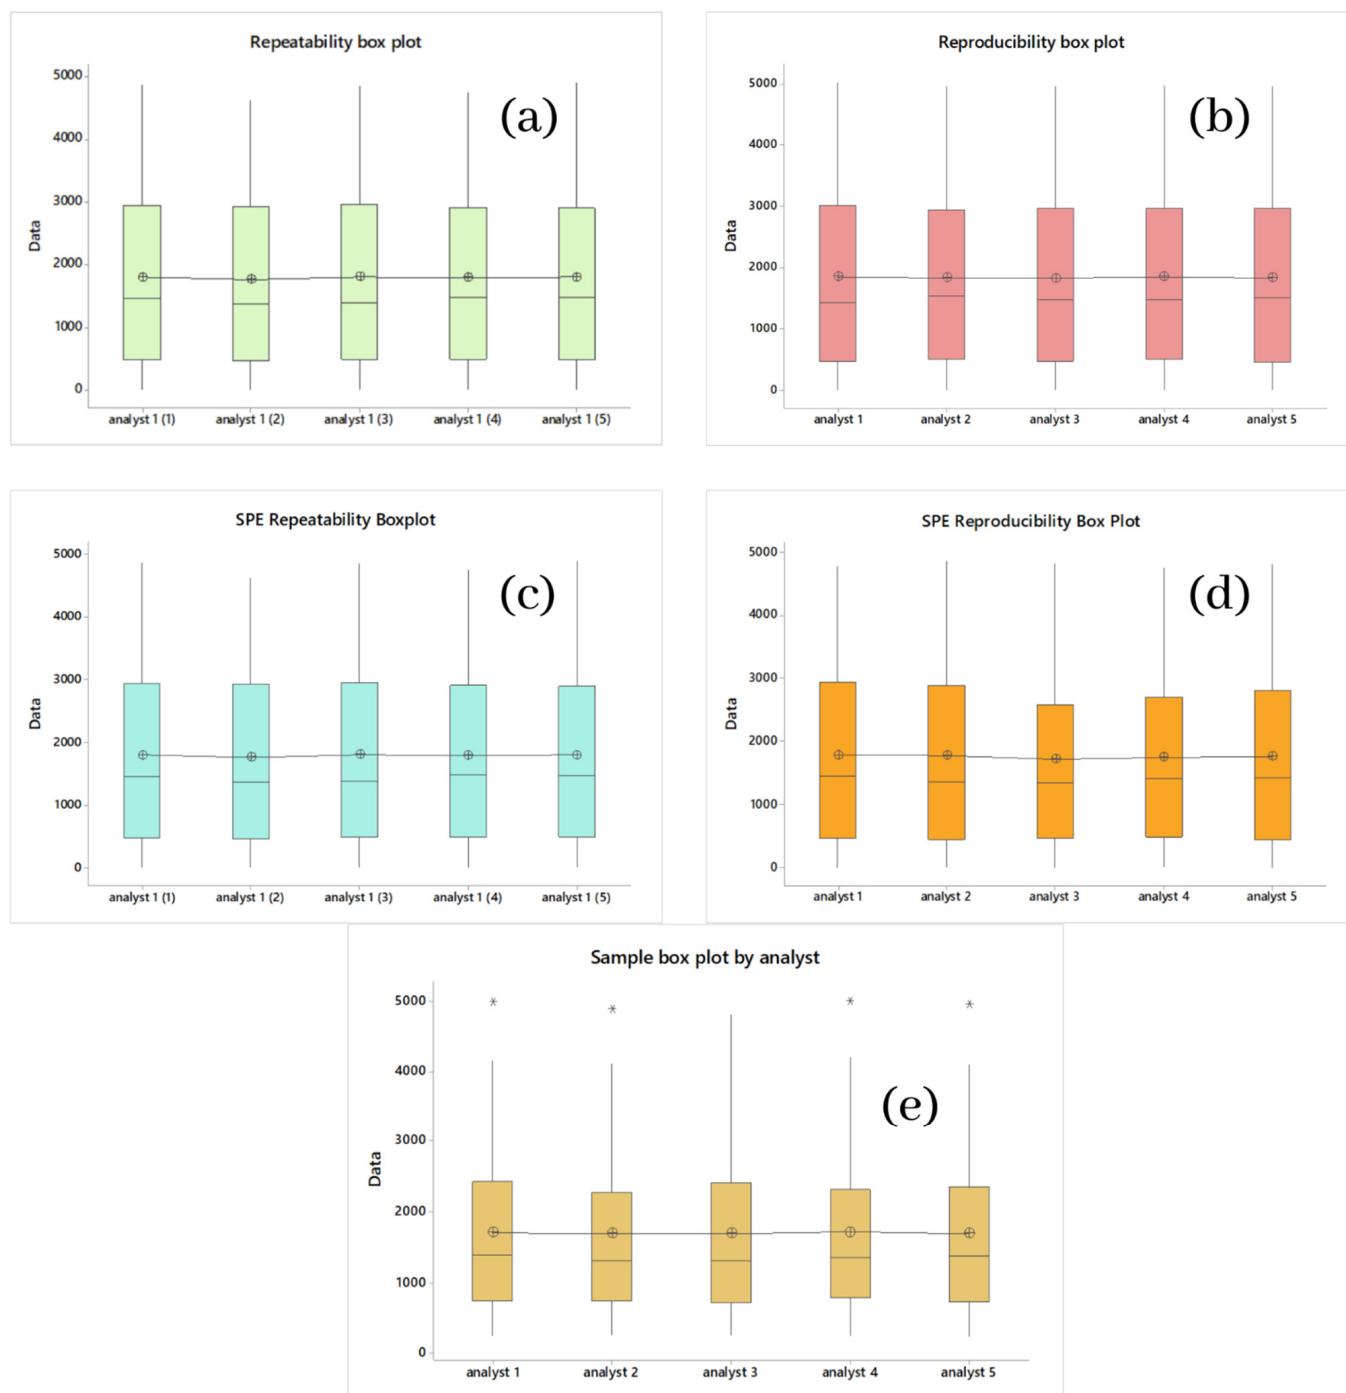 Repeatability box plot
(a)
Data
5000
4000
3000
2000
1000
0
analyst 1 (1) analyst 1 (2) analyst 1 (3) analyst 1 (4) analyst 1 (5)
Reproducibility box plot
(b)
Data
5000
4000
3000
2000
1000
0
analyst 1 analyst 2 analyst 3 analyst 4 analyst 5
SPE Repeatability Boxplot
(c)
Data
5000
4000
3000
2000
1000
0
analyst 1 (1) analyst 1 (2) analyst 1 (3) analyst 1 (4) analyst 1 (5)
SPE Reproducibility Box Plot
(d)
Data
5000
4000
3000
2000
1000
0
analyst 1 analyst 2 analyst 3 analyst 4 analyst 5
Sample box plot by analyst
(e)
Data
5000
4000
3000
2000
1000
0
analyst 1 analyst 2 analyst 3 analyst 4 analyst 5